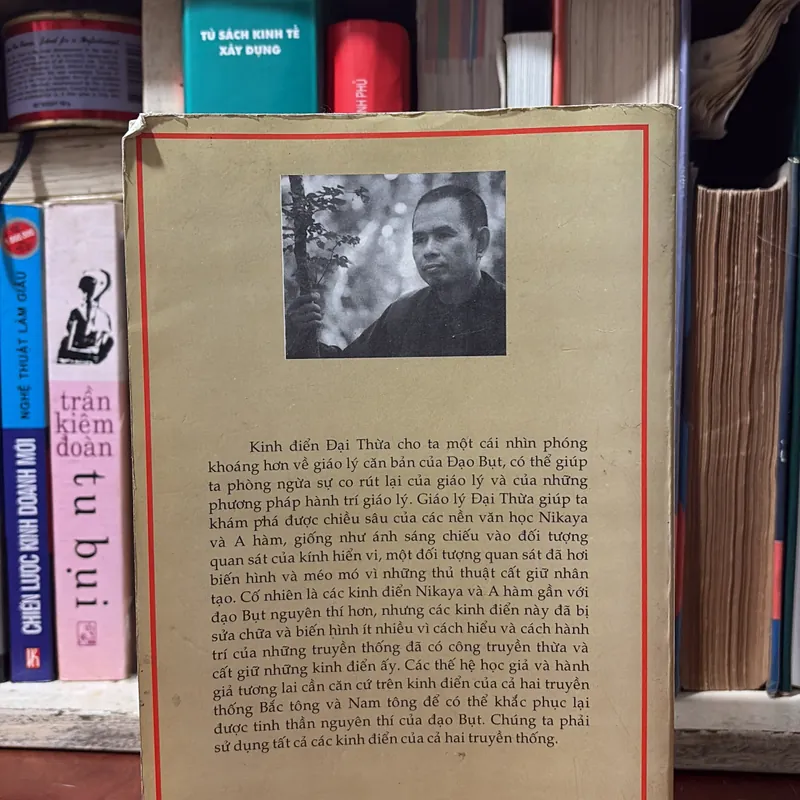 TỦ SÁCH KINH TẾ
XÂY DỰNG
NGHỆ THUẬT LÀM GIÀU
CHIẾN LƯỢC KINH DOANH MỚI
trần
kiêm
đoàn
tu bụi
Kinh điển Đại Thừa cho ta một cái nhìn phóng
khoáng hơn về giáo lý căn bản của Đạo Bụt, có thể giúp
ta phòng ngừa sự co rút lại của giáo lý và của những
phương pháp hành trí giáo lý. Giáo lý Đại Thừa giúp ta
khám phá được chiều sâu của các nền văn học Nikaya
và A hàm, giống như ánh sáng chiếu vào đối tượng
quan sát của kính hiển vi, một đối tượng quan sát đã hơi
biến hình và méo mó vì những thủ thuật cất giữ nhân
tạo. Cố nhiên là các kinh điển Nikaya và A hàm gần với
đạo Bụt nguyên thí hơn, nhưng các kinh điển này đã bị
sửa chữa và biến hình ít nhiều vì cách hiểu và cách hành
trí của những truyền thống đã có công truyền thừa và
cất giữ những kinh điển ấy. Các thế hệ học giả và hành
giả tương lai cần căn cứ trên kinh điển của cả hai truyền
thống Bắc tông và Nam tông để có thể khắc phục lại
được tinh thần nguyên thí của đạo Bụt. Chúng ta phải
sử dụng tất cả các kinh điển của cả hai truyền thống.